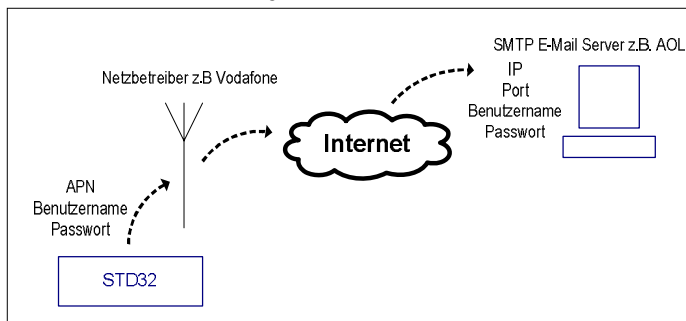 SMTP E-Mail Server z.B. AOL
IP
Port
Benutzername
Passwort
Netzbetreiber z.B Vodafone
Internet
APN
Benutzername
Passwort
STD32